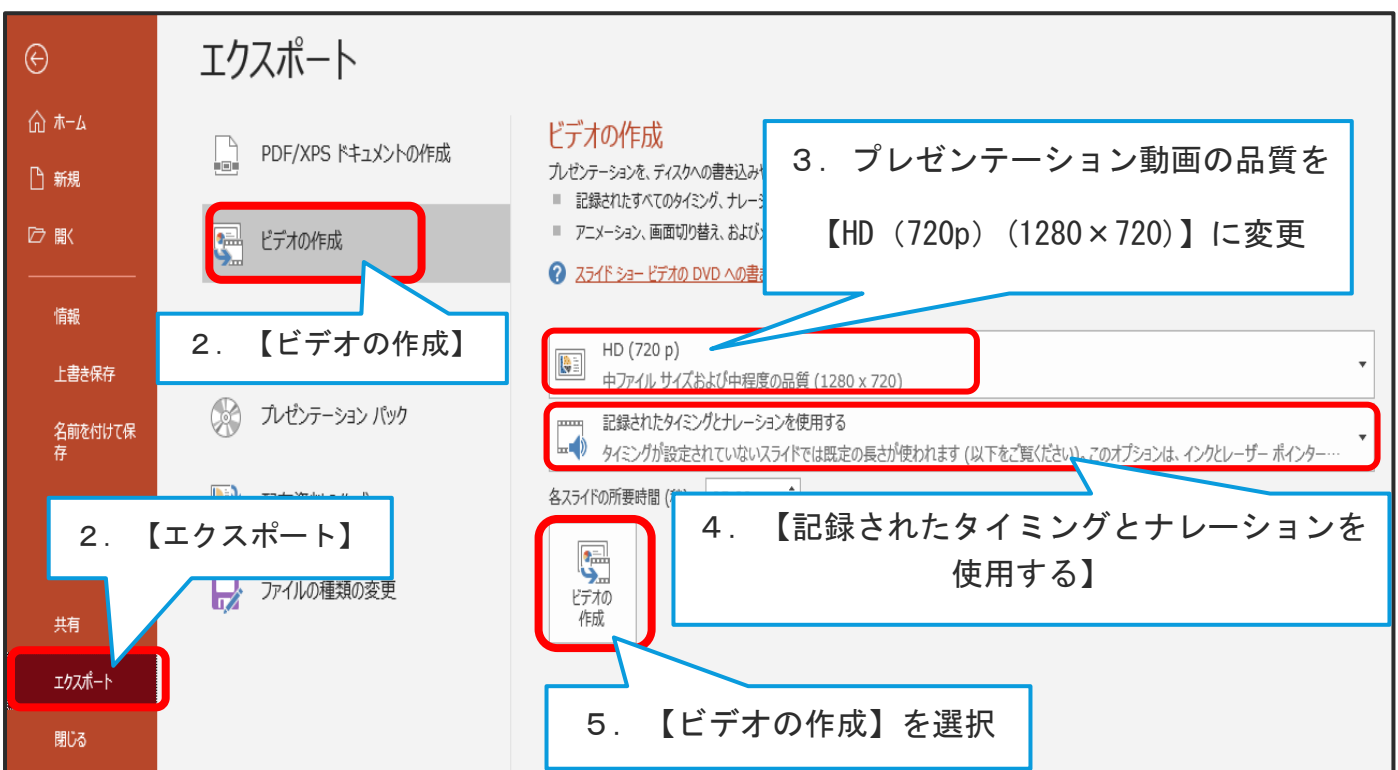 エクスポート
ホーム
新規
開く
情報
上書き保存
名前を付けて保
存
共有
エクスポート
閉じる
PDF/XPS ドキュメントの作成
ビデオの作成
2. 【ビデオの作成】
プレゼンテーション パック
2. 【エクスポート】
ファイルの種類の変更
ビデオの作成
プレゼンテーションを、ディスクへの書き込み
記録されたすべてのタイミング、ナレー
アニメーション、画面切り替え、および
スライド ショー ビデオの DVD への書
3. プレゼンテーション動画の品質を
【HD (720p) (1280×720)】に変更
HD (720 p)
中ファイル サイズおよび中程度の品質 (1280 x 720)
記録されたタイミングとナレーションを使用する
タイミングが設定されていないスライドでは既定の長さが使われます (以下をご覧ください)。このオプションは、インクとレーザー ポインター…
各スライドの所要時間
4. 【記録されたタイミングとナレーションを
使用する】
ビデオの
作成
5. 【ビデオの作成】を選択